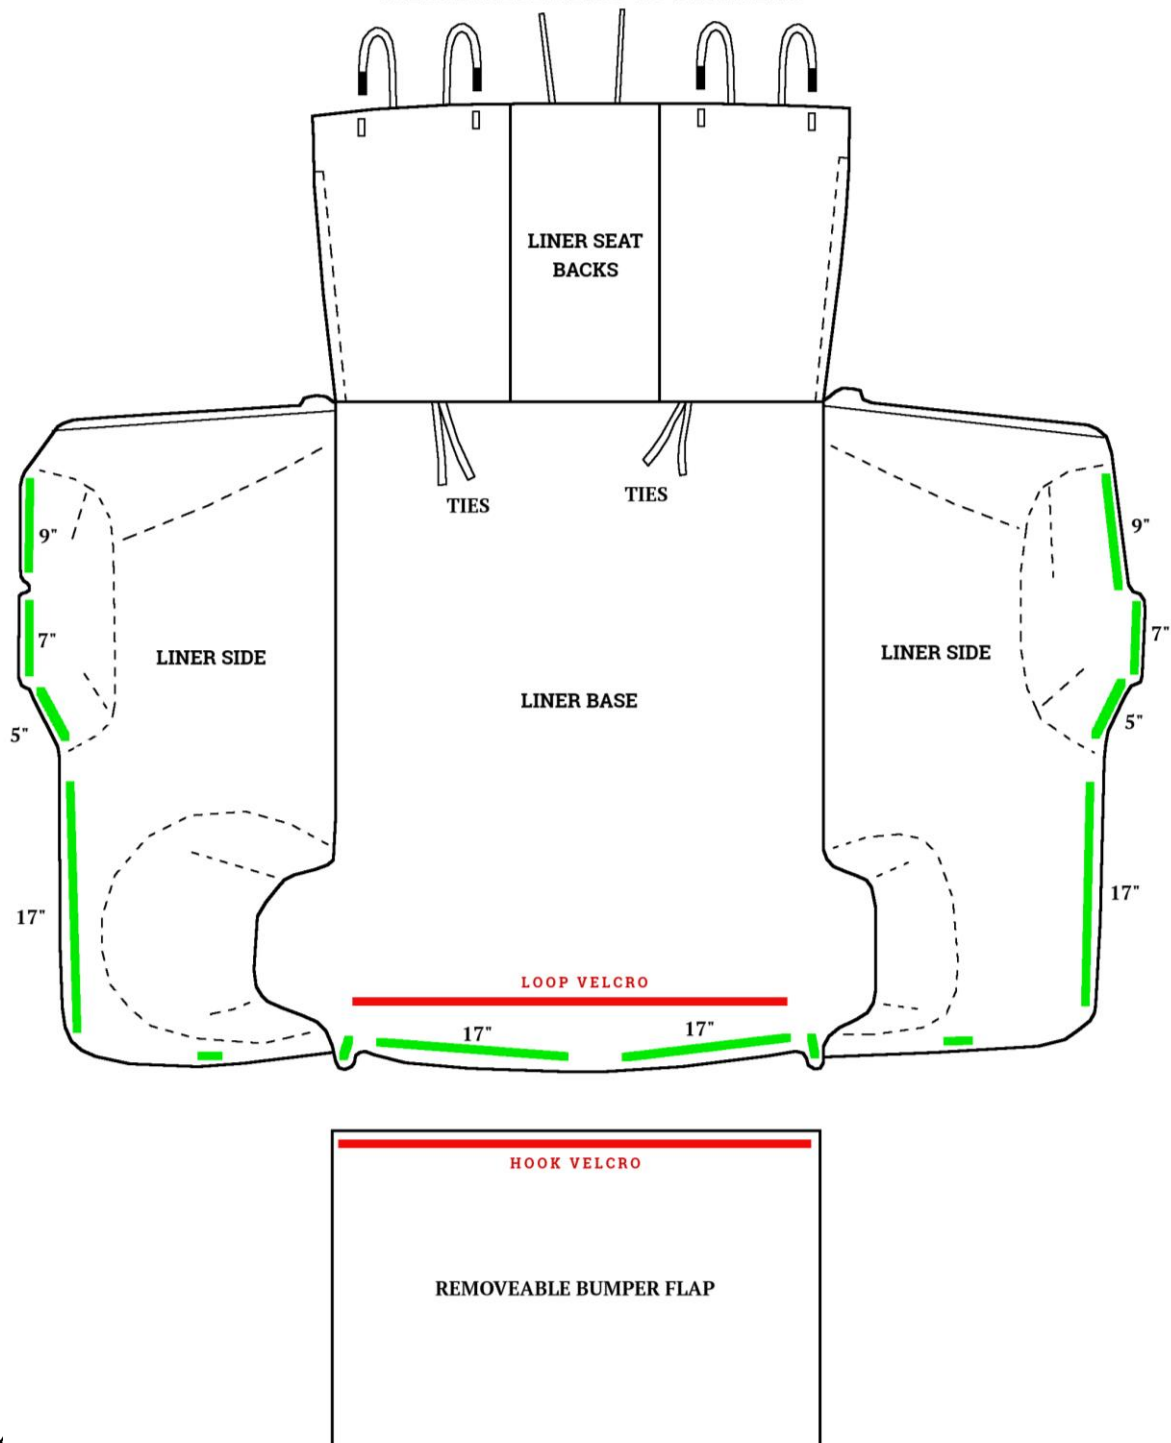 LINER SEAT
BACKS
TIES
TIES
9"
9"
7"
7"
LINER SIDE
LINER SIDE
LINER BASE
5"
5"
17"
17"
LOOP VELCRO
17"
17"
HOOK VELCRO
REMOVEABLE BUMPER FLAP